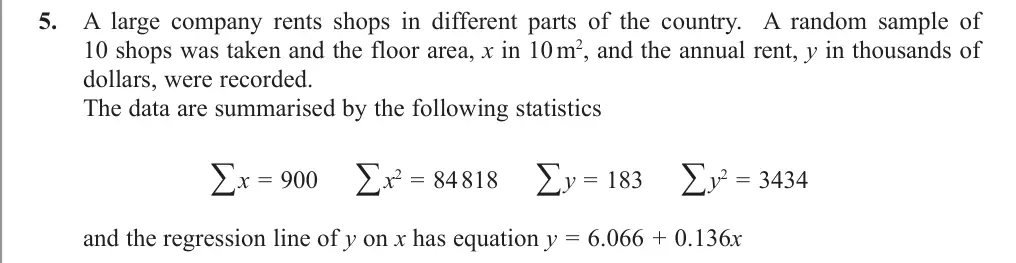 5. A large company rents shops in different parts of the country. A random sample of
10 shops was taken and the floor area, x in 10 m², and the annual rent, y in thousands of
dollars, were recorded.
The data are summarised by the following statistics
∑x = 900 ∑x² = 84 818 ∑y = 183 ∑y² = 3434
and the regression line of y on x has equation y = 6.066 + 0.136x